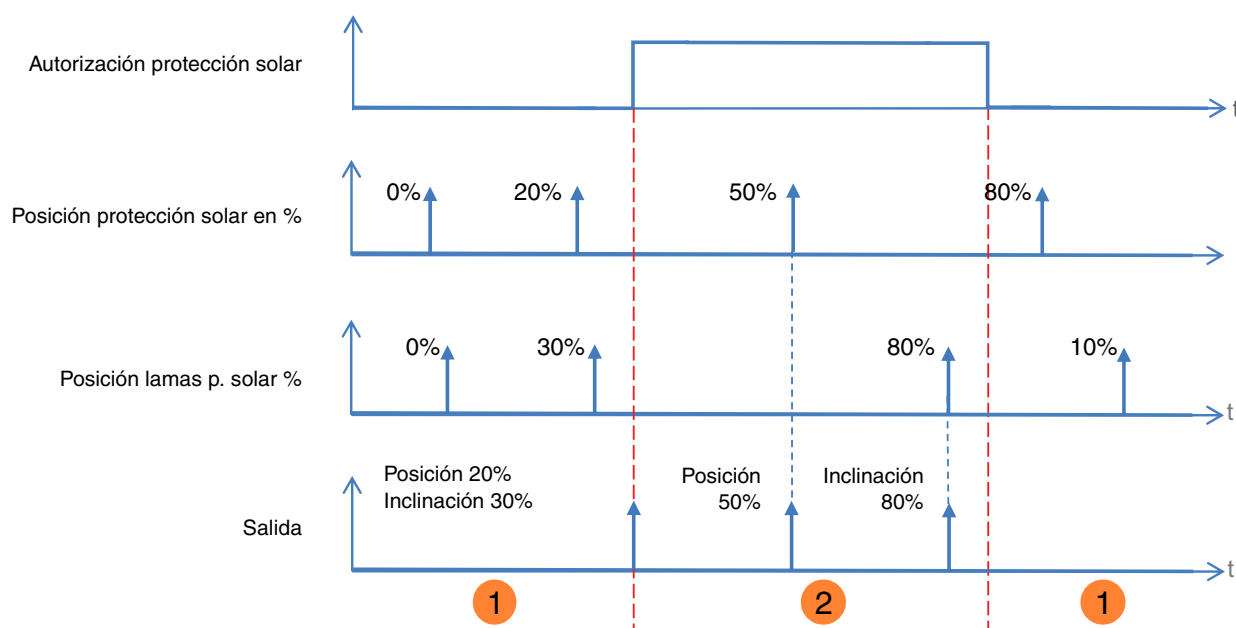 Autorización protección solar
t
0%
20%
50%
80%
Posición protección solar en %
0%
30%
80%
10%
Posición lamas p. solar %
t
Posición 20%
Inclinación 30%
Posición
50%
Inclinación
80%
Salida
t
1
2
1